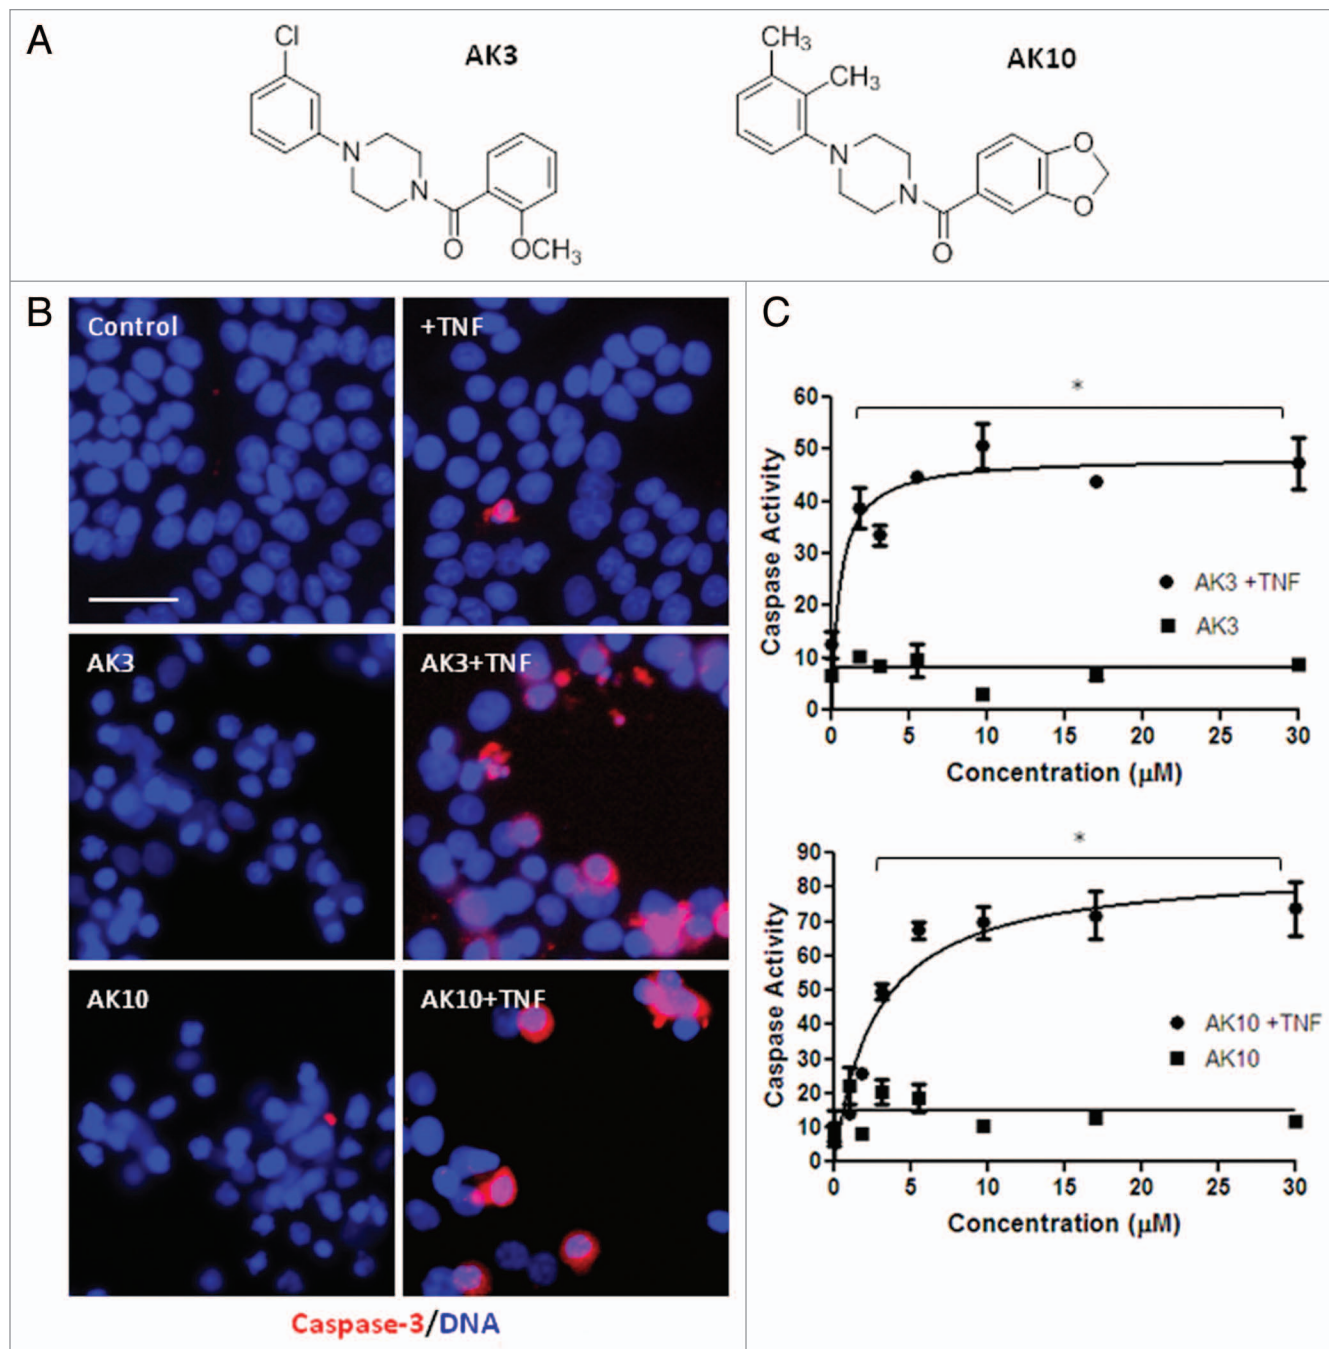 A
AK3
Cl
N
N
O
OCH₃
AK10
CH₃
CH₃
N
N
O
O
O
B
Control
+TNF
AK3
AK3+TNF
AK10
AK10+TNF
Caspase-3/DNA
C
*
60
50
40
30
20
10
0
Caspase Activity
AK3 +TNF
AK3
0 5 10 15 20 25 30
Concentration (μM)
*
90
80
70
60
50
40
30
20
10
0
Caspase Activity
AK10 +TNF
AK10
0 5 10 15 20 25 30
Concentration (μM)